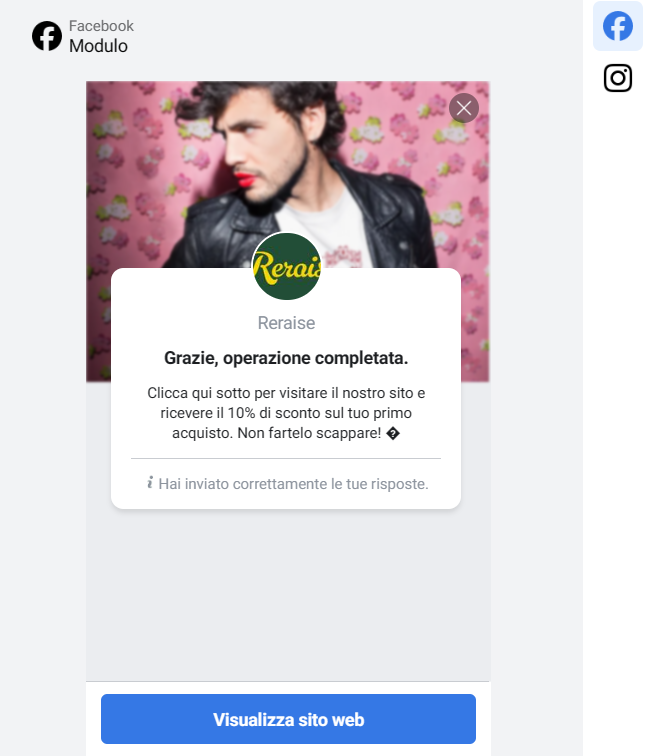 Facebook
Modulo
Rerais
Reraise
Grazie, operazione completata.
Clicca qui sotto per visitare il nostro sito e
ricevere il 10% di sconto sul tuo primo
acquisto. Non fartelo scappare! �
Hai inviato correttamente le tue risposte.
Visualizza sito web